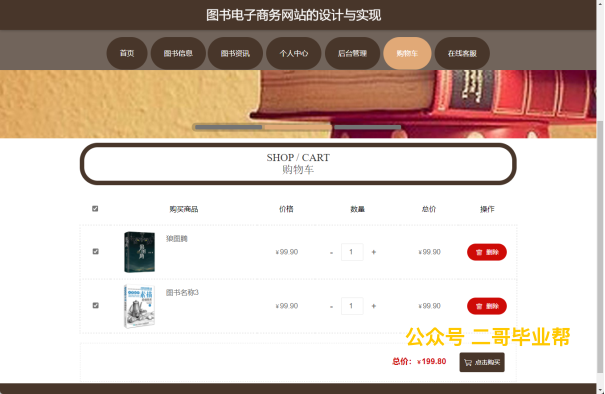 图书电子商务网站的设计与实现
首页 图书信息 图书资讯 个人中心 后台管理 购物车 在线客服
SHOP / CART
购物车
购买商品 价格 数量 总价 操作
狼图腾 ¥99.90 - 1 + ¥99.90 删除
图书名称3 ¥99.90 - 1 + ¥99.90 删除
公众号 二哥毕业帮
总价：¥199.80 点击购买